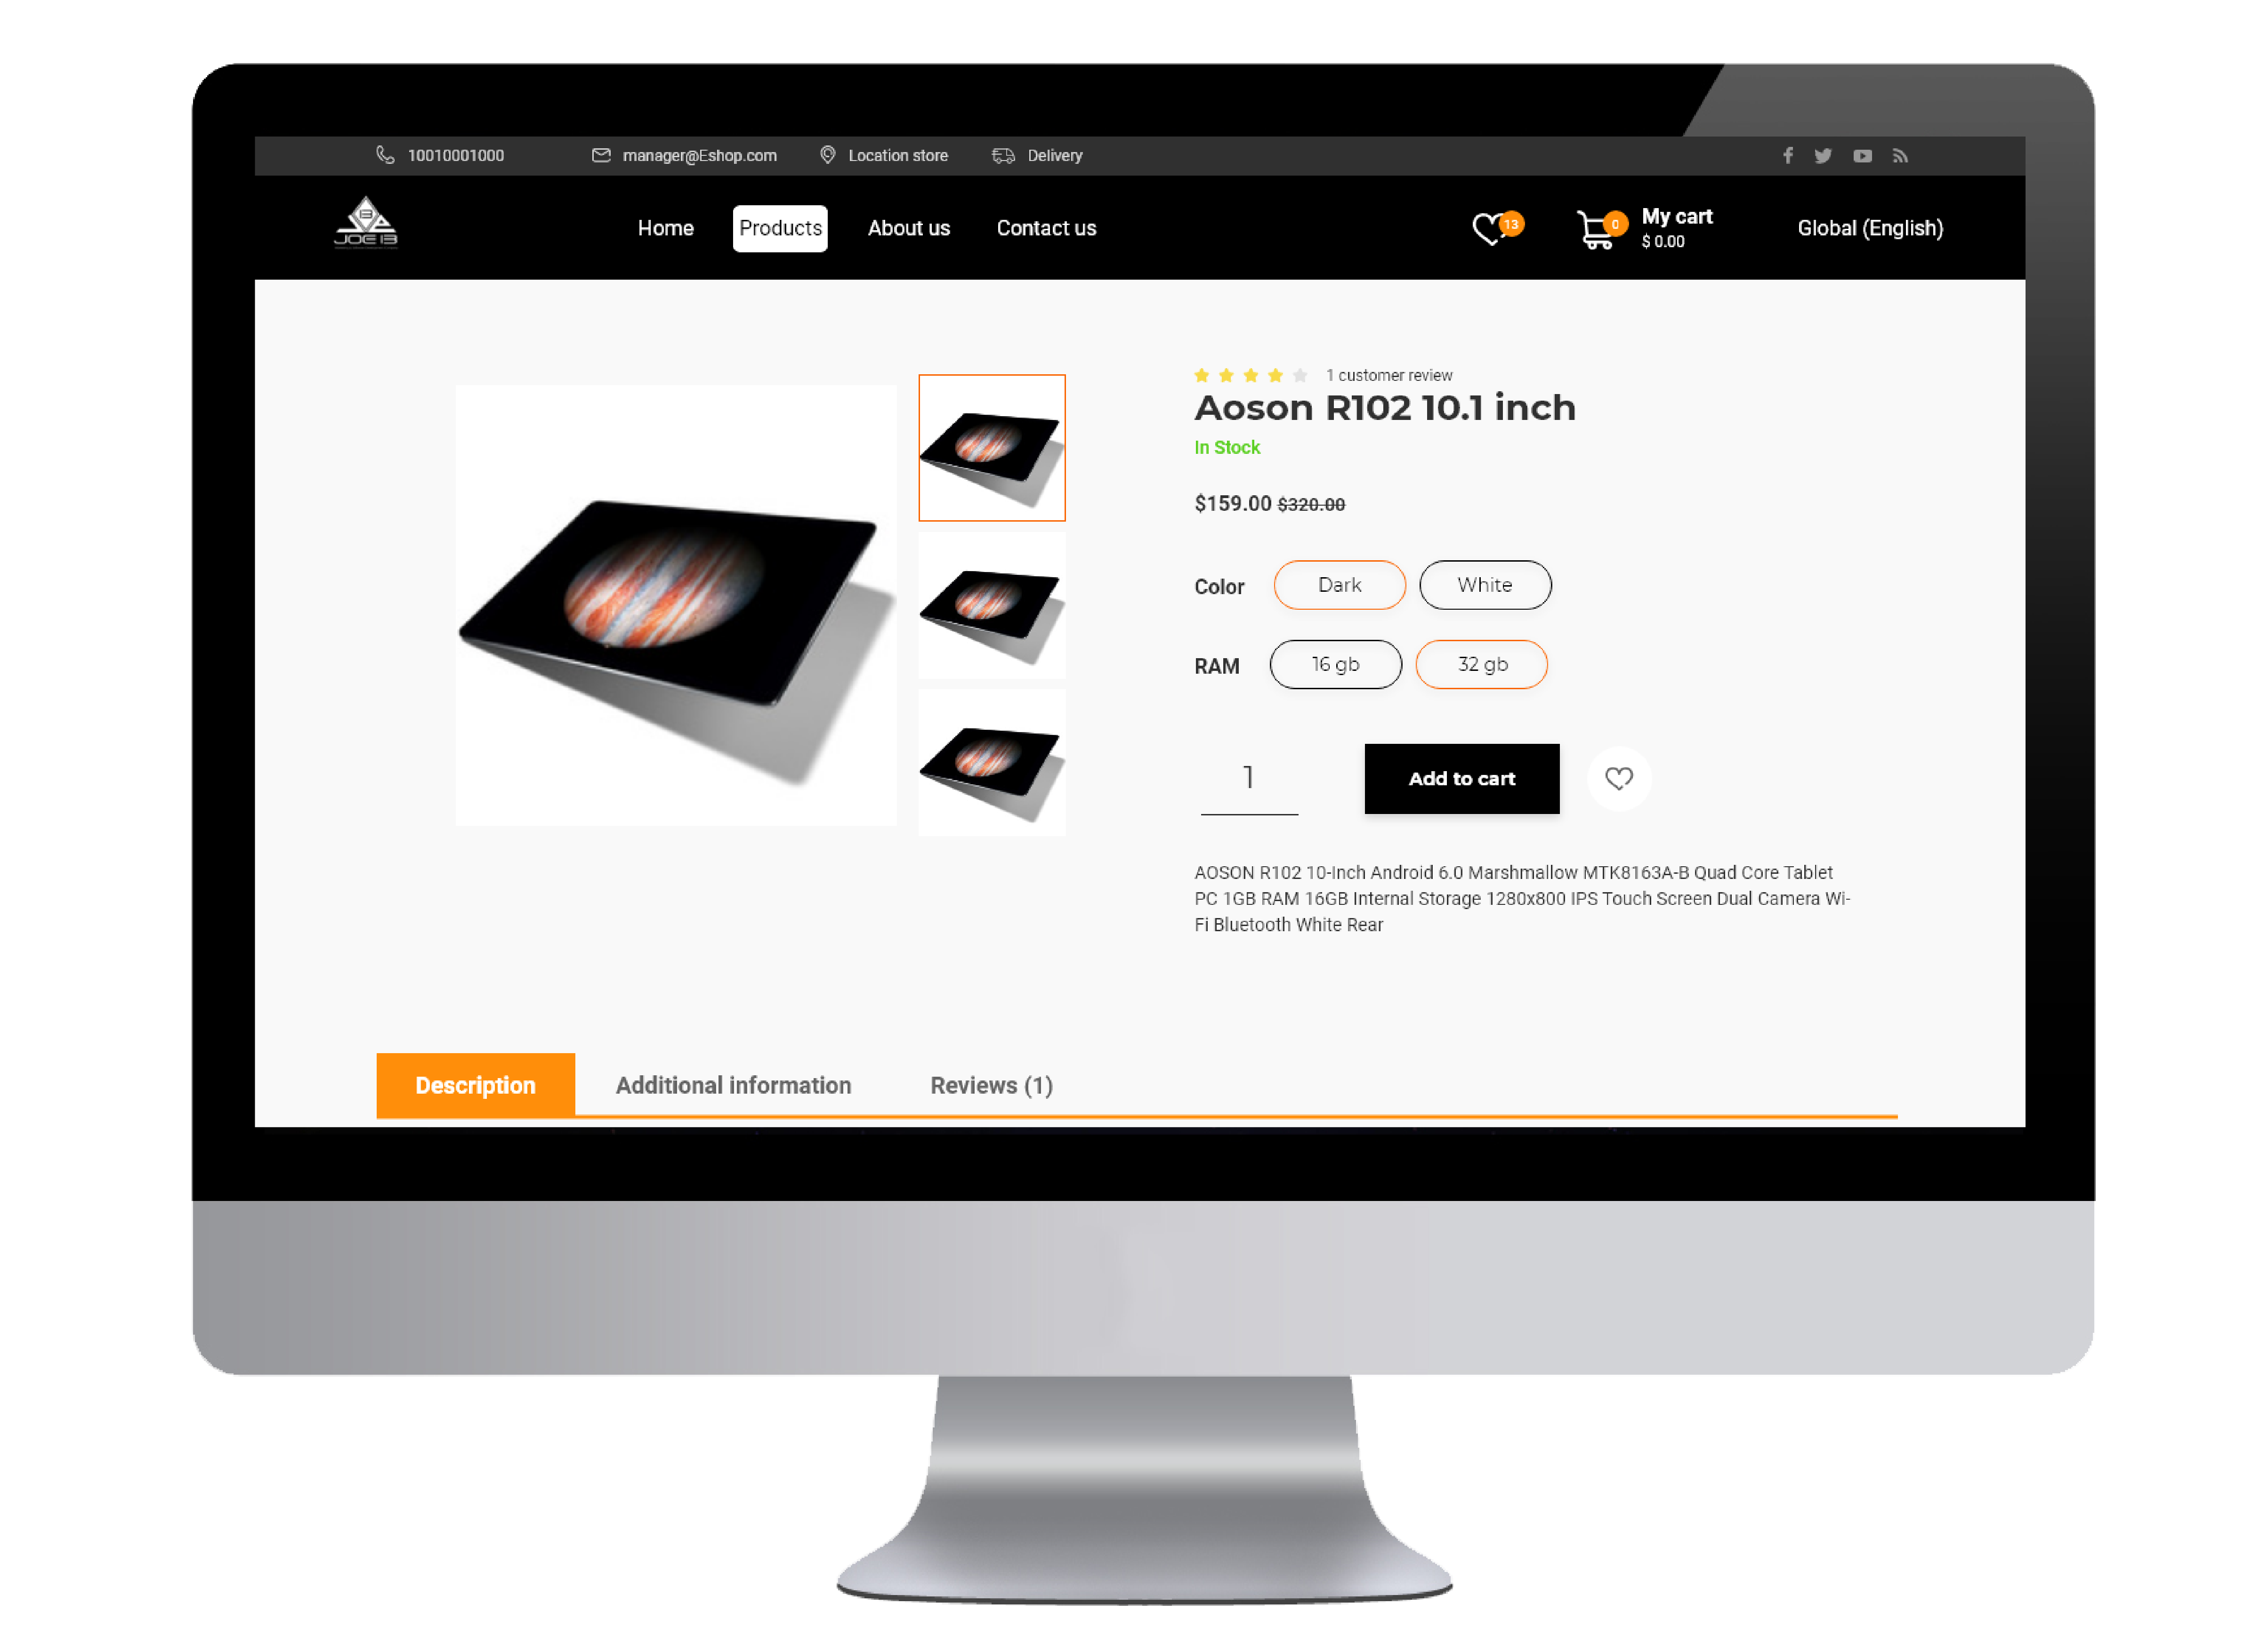 10010001000 manager@Eshop.com Location store Delivery
JOE13
Home Products About us Contact us 13 0 My cart Global (English)
$ 0.00
1 customer review
Aoson R102 10.1 inch
In Stock
$159.00 $320.00
Color Dark White
RAM 16 gb 32 gb
1 Add to cart
AOSON R102 10-Inch Android 6.0 Marshmallow MTK8163A-B Quad Core Tablet
PC 1GB RAM 16GB Internal Storage 1280x800 IPS Touch Screen Dual Camera Wi-
Fi Bluetooth White Rear
Description Additional information Reviews (1)